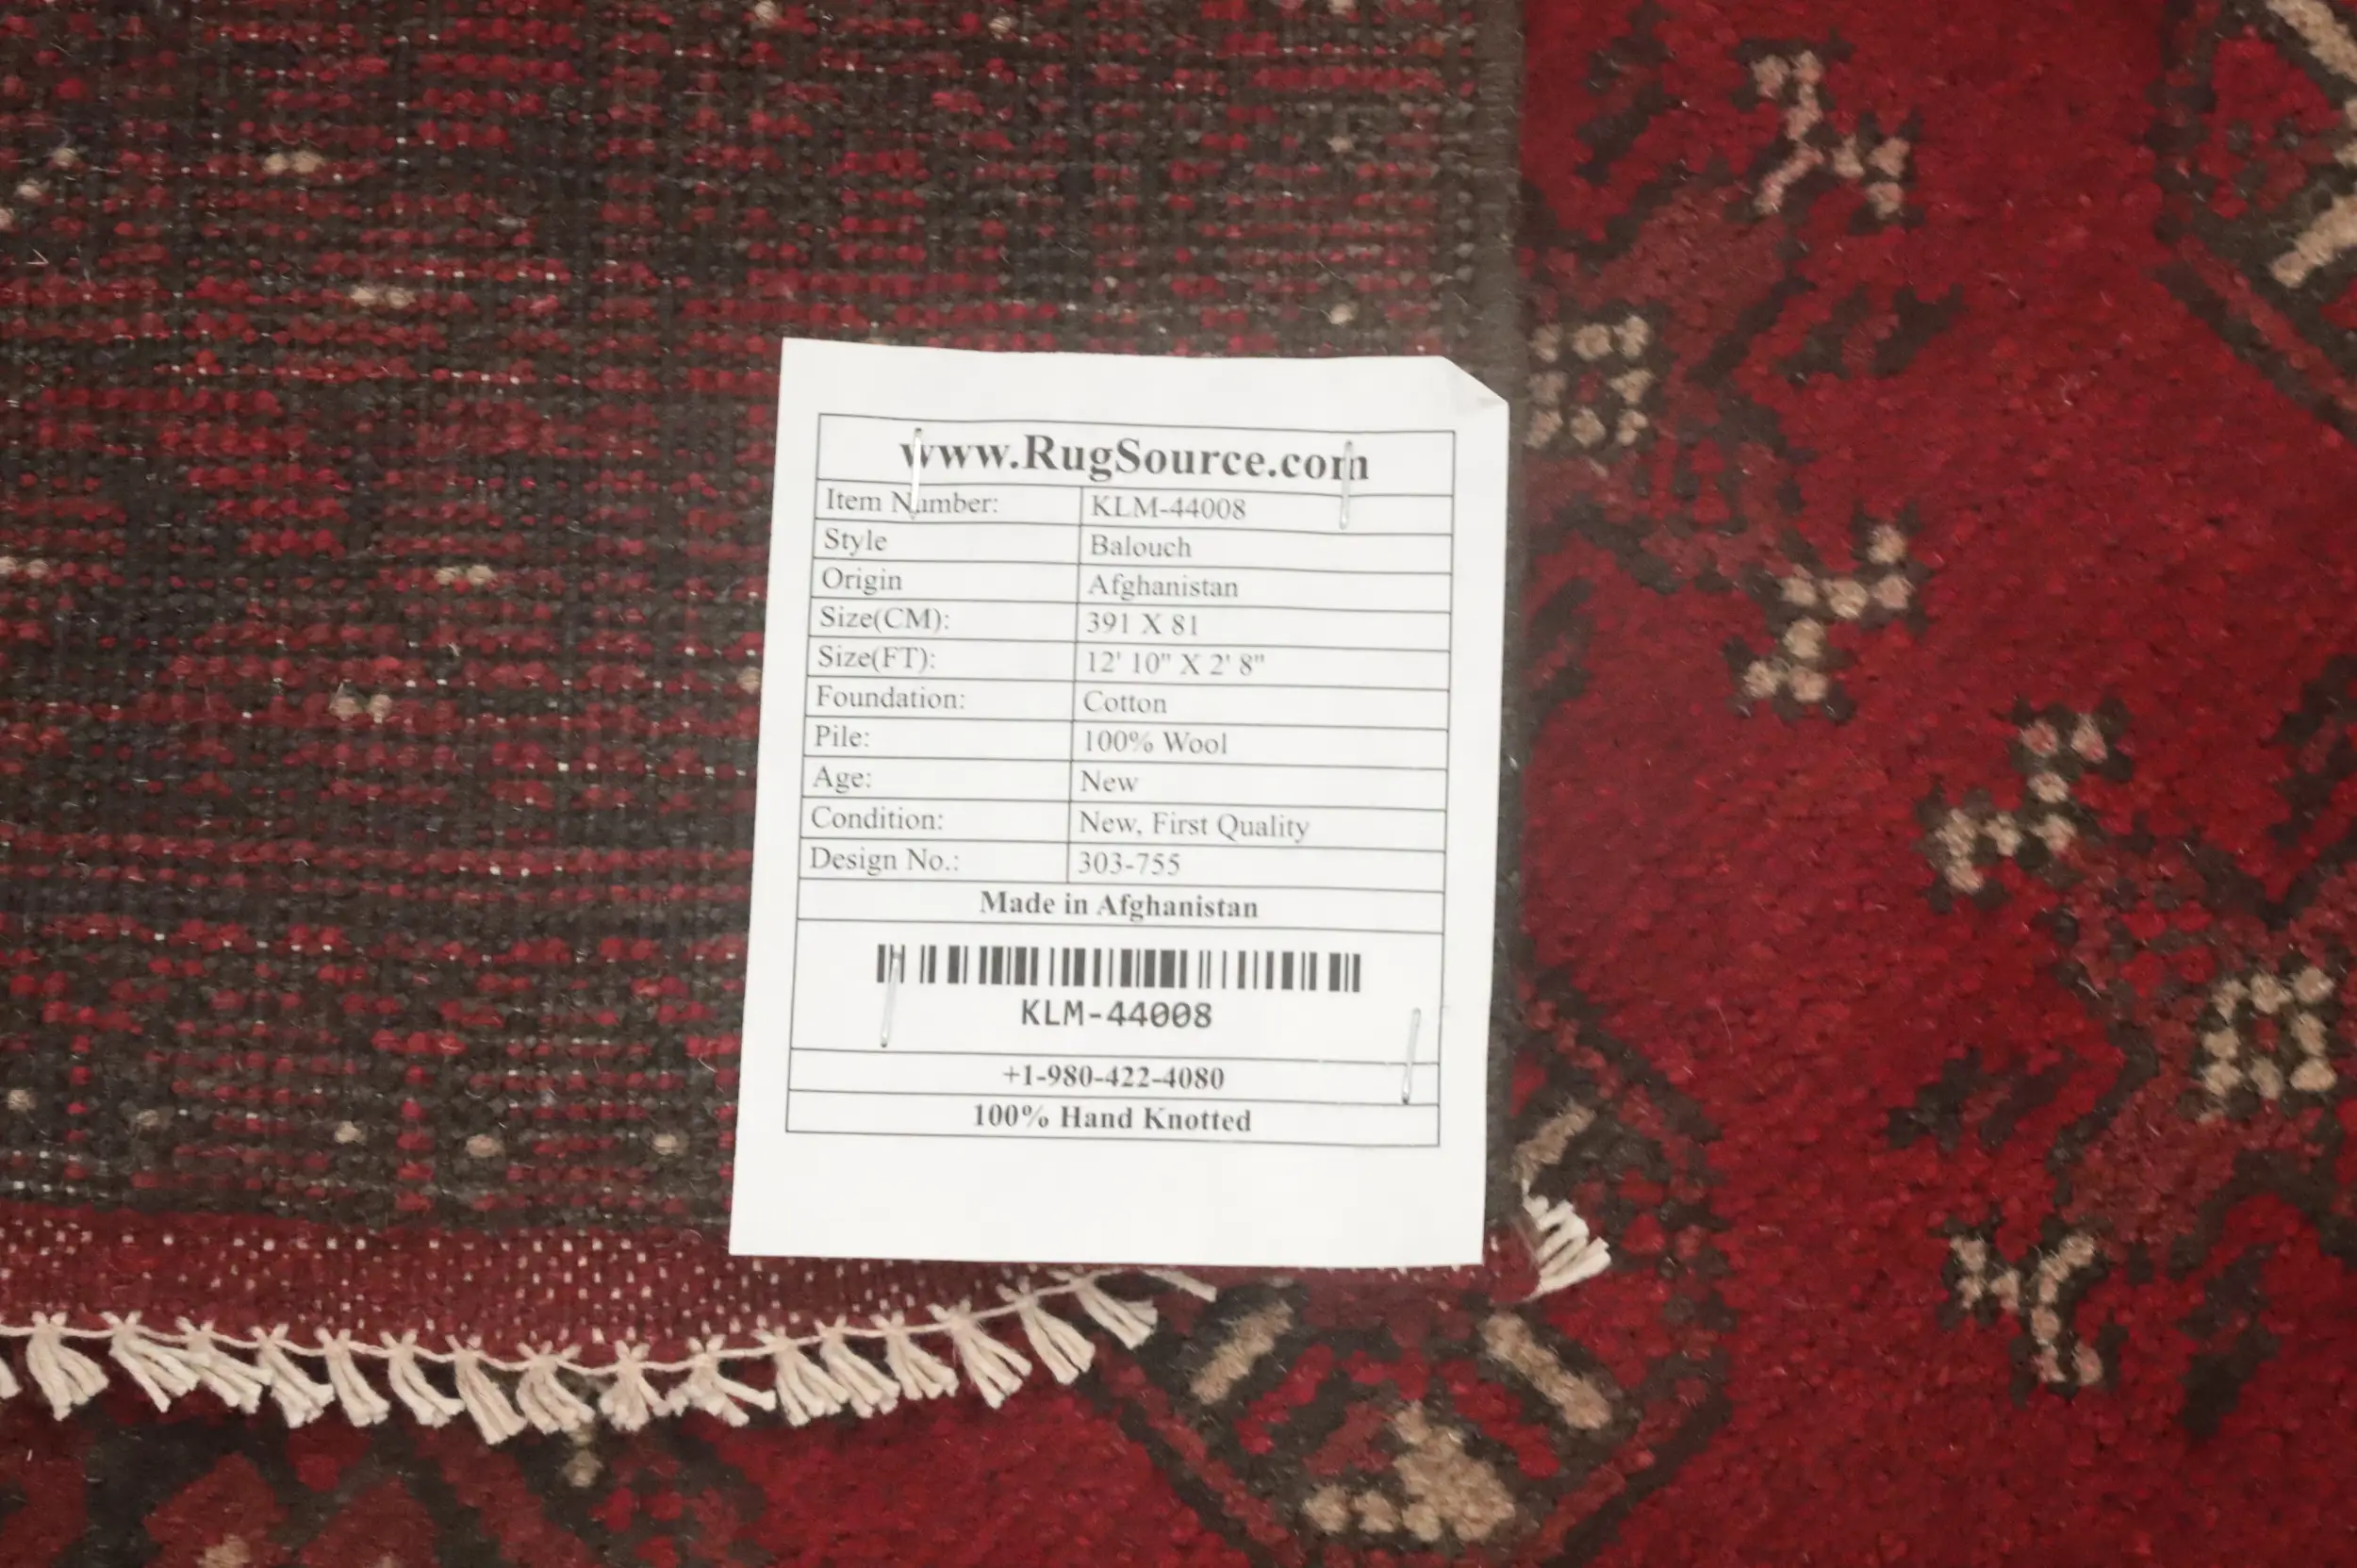 www.RugSource.com
Item Number: KLM-44008
Style Balouch
Origin Afghanistan
Size(CM): 391 X 81
Size(FT): 12' 10" X 2' 8"
Foundation: Cotton
Pile: 100% Wool
Age: New
Condition: New, First Quality
Design No.: 303-755
Made in Afghanistan
KLM-44008
+1-980-422-4080
100% Hand Knotted